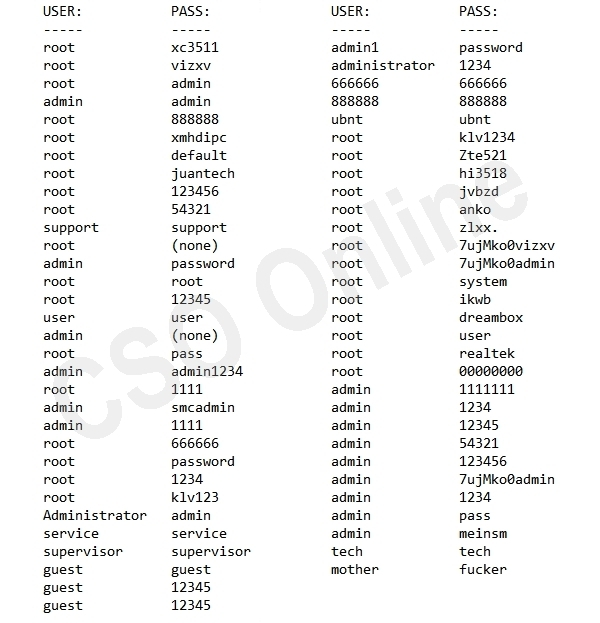 USER: PASS: USER: PASS:
----- ----- ----- -----
root xc3511 admin1 password
root vizxv administrator 1234
root admin 666666 666666
admin admin 888888 888888
root 888888 ubnt ubnt
root xmhdipc root klv1234
root default root Zte521
root juantech root hi3518
root 123456 root jvbzd
root 54321 root anko
support support root zlxx.
root (none) root 7ujMko0vizxv
admin password root 7ujMko0admin
root root root system
root 12345 root ikwb
user user root dreambox
admin (none) root user
root pass root realtek
admin admin1234 root 00000000
root 1111 admin 1111111
admin smcadmin admin 1234
admin 1111 admin 12345
root 666666 admin 54321
root password admin 123456
root 1234 admin 7ujMko0admin
root klv123 admin 1234
Administrator admin admin pass
service service admin meinsm
supervisor supervisor tech tech
guest guest mother fucker
guest 12345
guest 12345
CSO Online